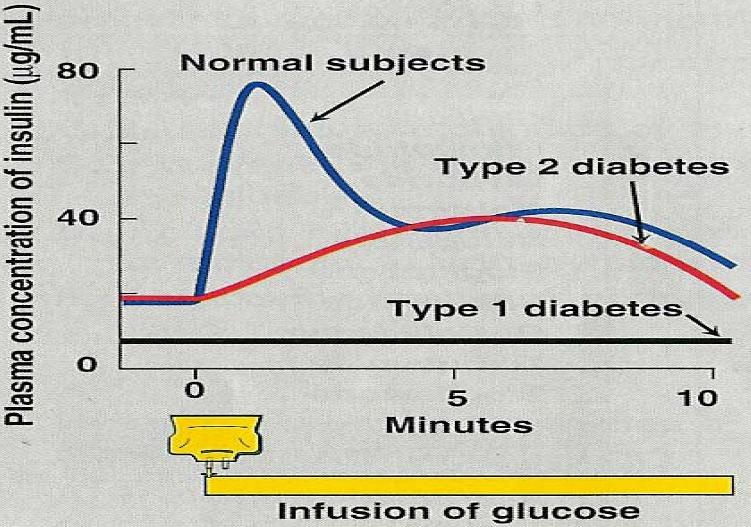 Plasma concentration of insulin (μg/mL)
80
40
0
Normal subjects
Type 2 diabetes
Type 1 diabetes
0
5
10
Minutes
Infusion of glucose